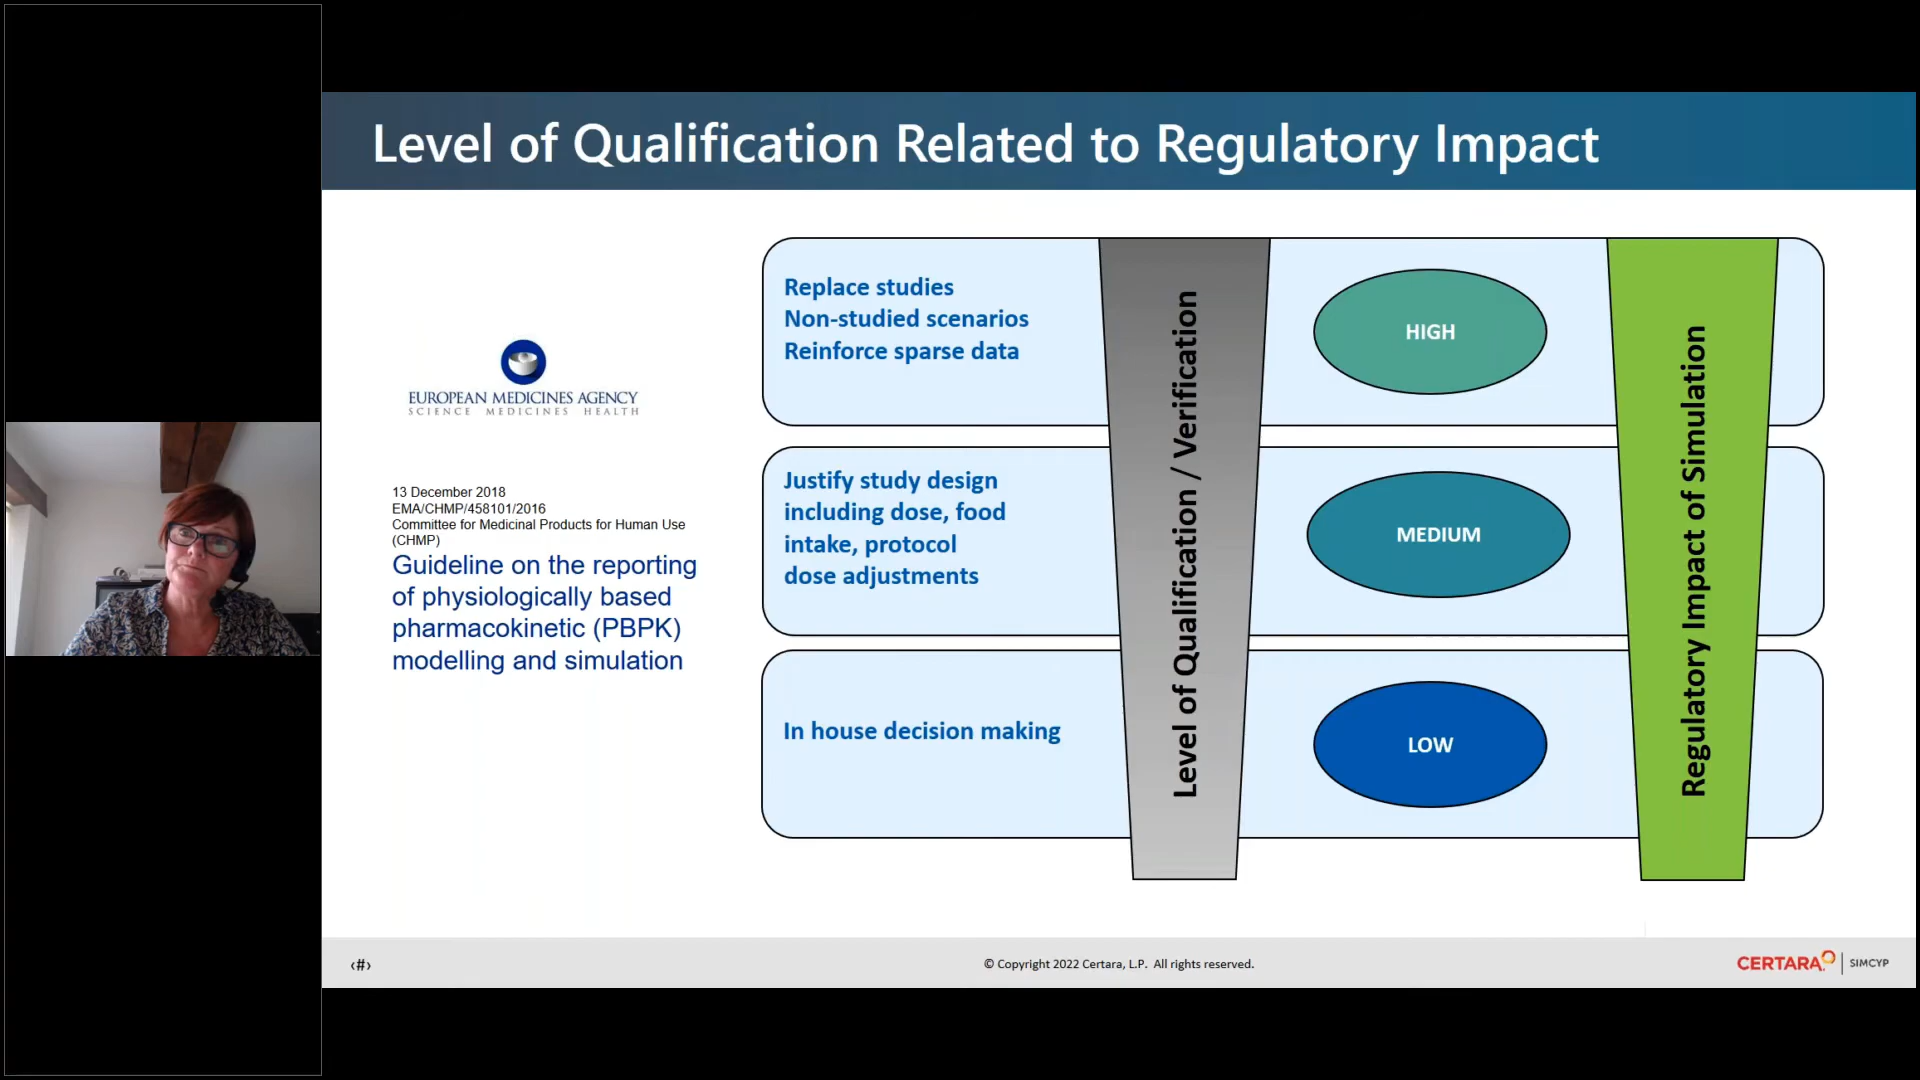 Level of Qualification Related to Regulatory Impact
EUROPEAN MEDICINES AGENCY
SCIENCE MEDICINES HEALTH
13 December 2018
EMA/CHMP/458101/2016
Committee for Medicinal Products for Human Use
(CHMP)
Guideline on the reporting
of physiologically based
pharmacokinetic (PBPK)
modelling and simulation
Replace studies
Non-studied scenarios
Reinforce sparse data
Justify study design
including dose, food
intake, protocol
dose adjustments
In house decision making
Level of Qualification / Verification
HIGH
MEDIUM
LOW
Regulatory Impact of Simulation
‹#›
© Copyright 2022 Certara, L.P. All rights reserved.
CERTARA | SIMCYP